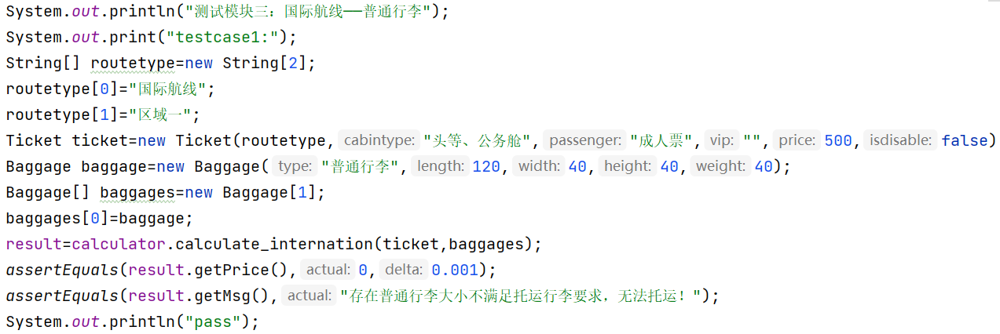 System.out.println("测试模块三：国际航线——普通行李");
System.out.print("testcase1:");
String[] routetype=new String[2];
routetype[0]="国际航线";
routetype[1]="区域一";
Ticket ticket=new Ticket(routetype, cabintype: "头等、公务舱", passenger: "成人票", vip: "", price: 500, isdisable: false)
Baggage baggage=new Baggage( type: "普通行李", length: 120, width: 40, height: 40, weight: 40);
Baggage[] baggages=new Baggage[1];
baggages[0]=baggage;
result=calculator.calculate_internation(ticket,baggages);
assertEquals(result.getPrice(), actual: 0, delta: 0.001);
assertEquals(result.getMsg(), actual: "存在普通行李大小不满足托运行李要求，无法托运！");
System.out.println("pass");